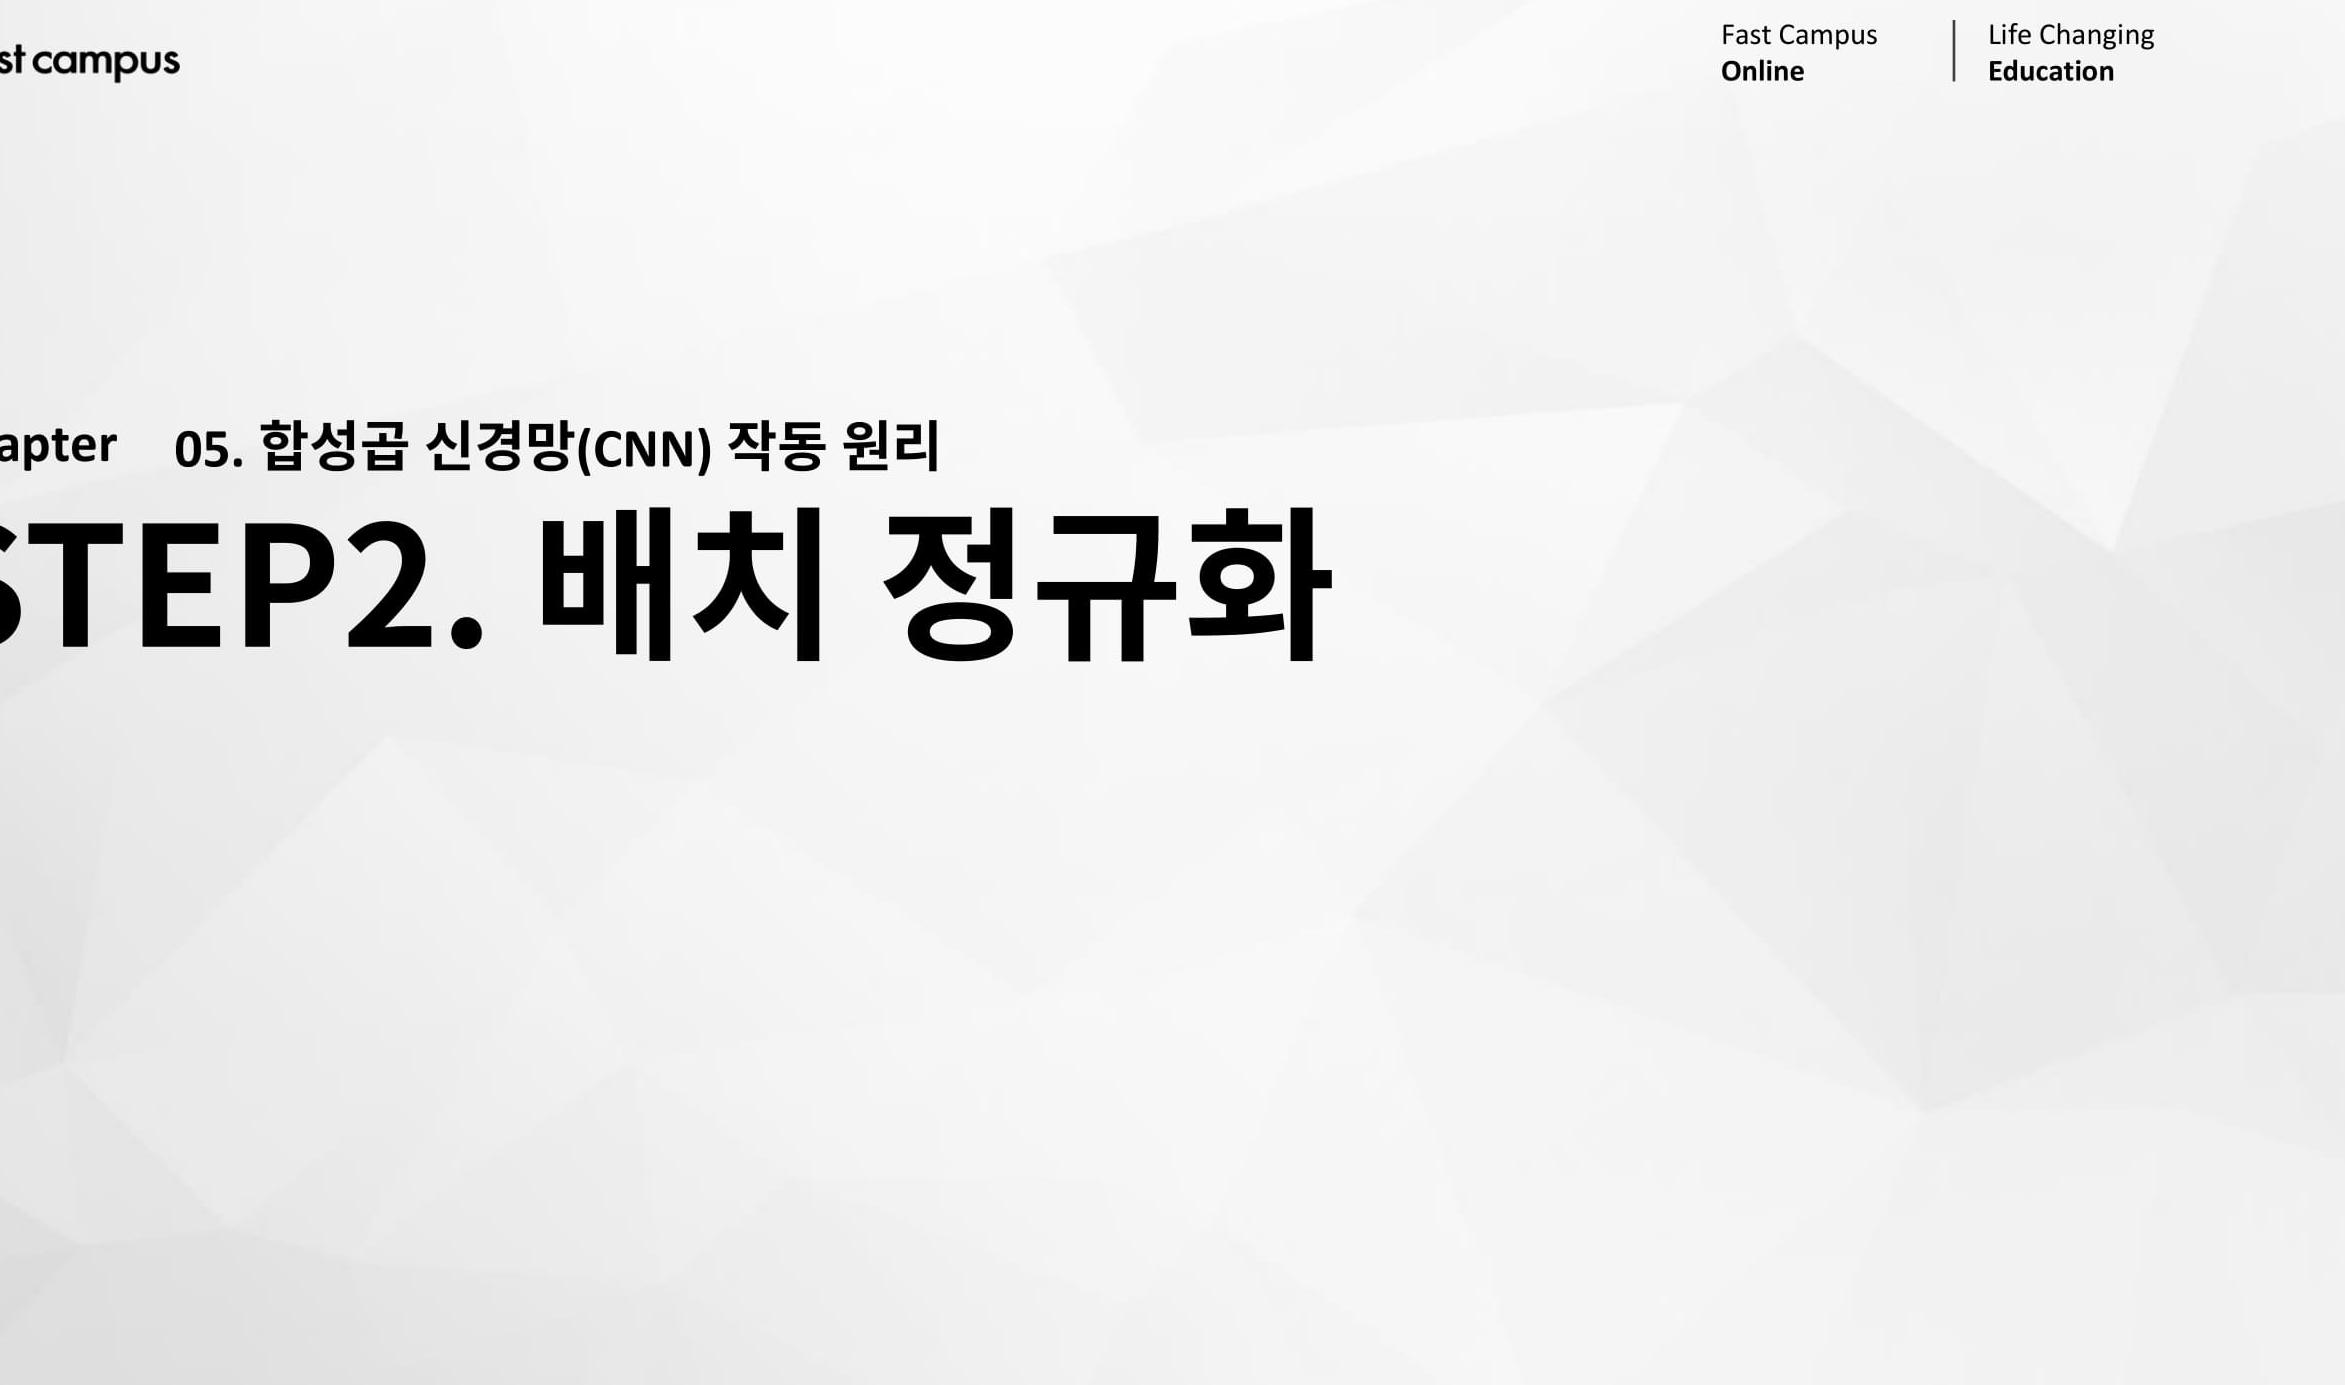 st campus
Fast Campus
Online
Life Changing
Education
apter 05. 합성곱 신경망(CNN) 작동 원리
STEP2. 배치 정규화